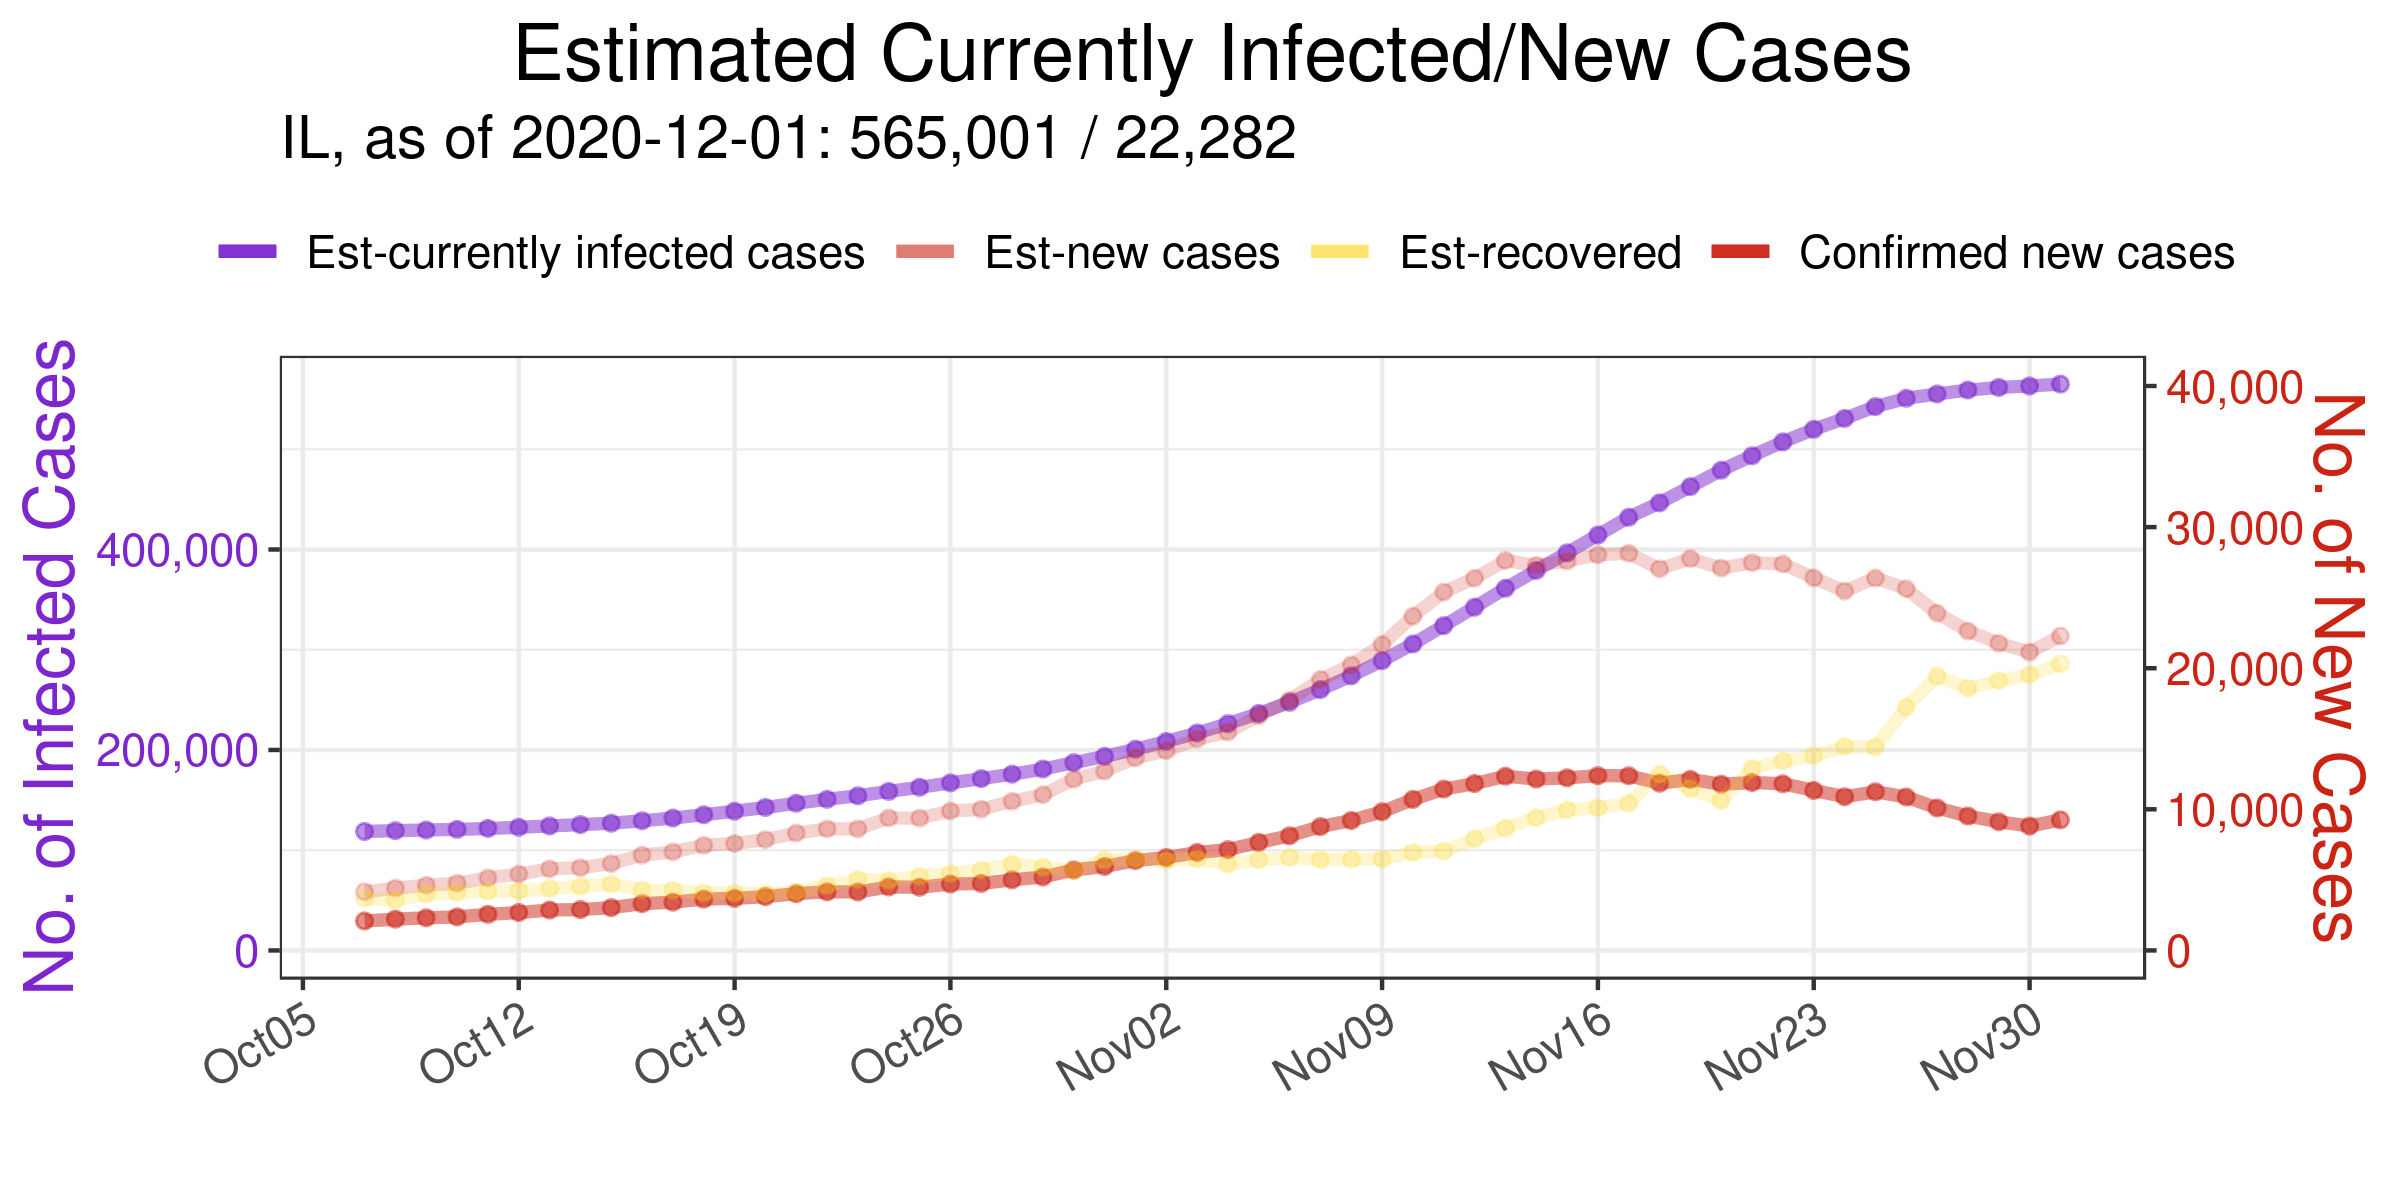 Estimated Currently Infected/New Cases
IL, as of 2020-12-01: 565,001 / 22,282
Est-currently infected cases Est-new cases Est-recovered Confirmed new cases
No. of Infected Cases
400,000
200,000
0
40,000
30,000
20,000
10,000
0
No. of New Cases
Oct05 Oct12 Oct19 Oct26 Nov02 Nov09 Nov16 Nov23 Nov30